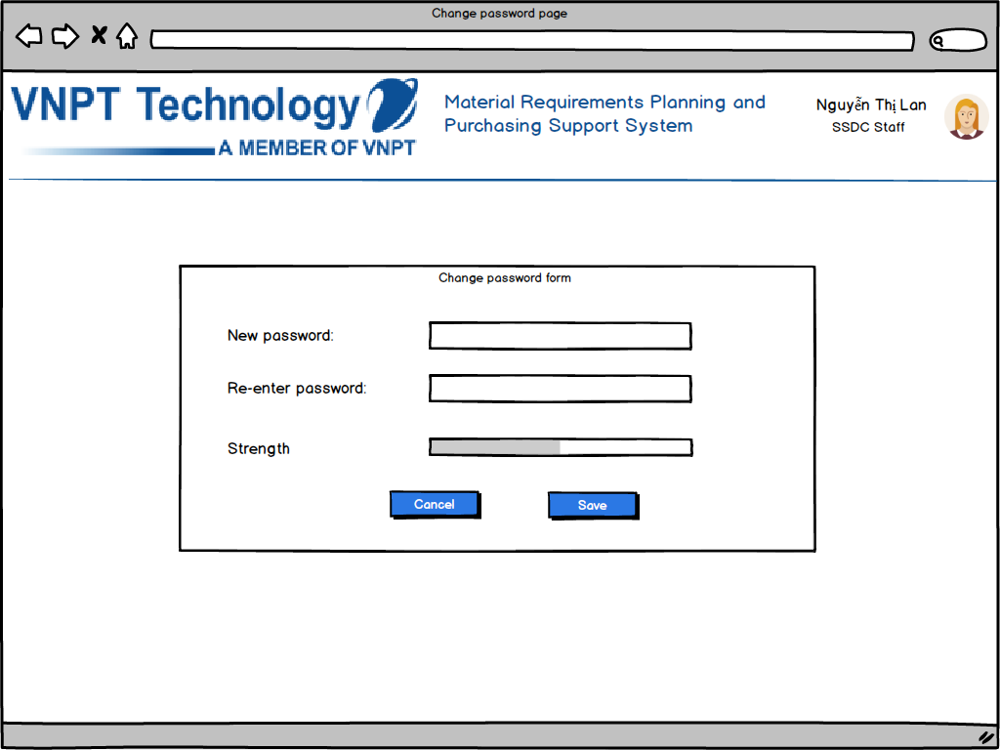 Change password page
VNPT Technology
A MEMBER OF VNPT
Material Requirements Planning and
Purchasing Support System
Nguyễn Thị Lan
SSDC Staff
Change password form
New password:
Re-enter password:
Strength
Cancel
Save